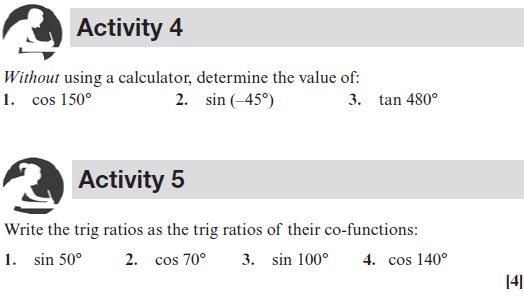 Activity 4
Without using a calculator, determine the value of:
1. cos 150° 2. sin (–45°) 3. tan 480°
Activity 5
Write the trig ratios as the trig ratios of their co-functions:
1. sin 50° 2. cos 70° 3. sin 100° 4. cos 140°
[4]